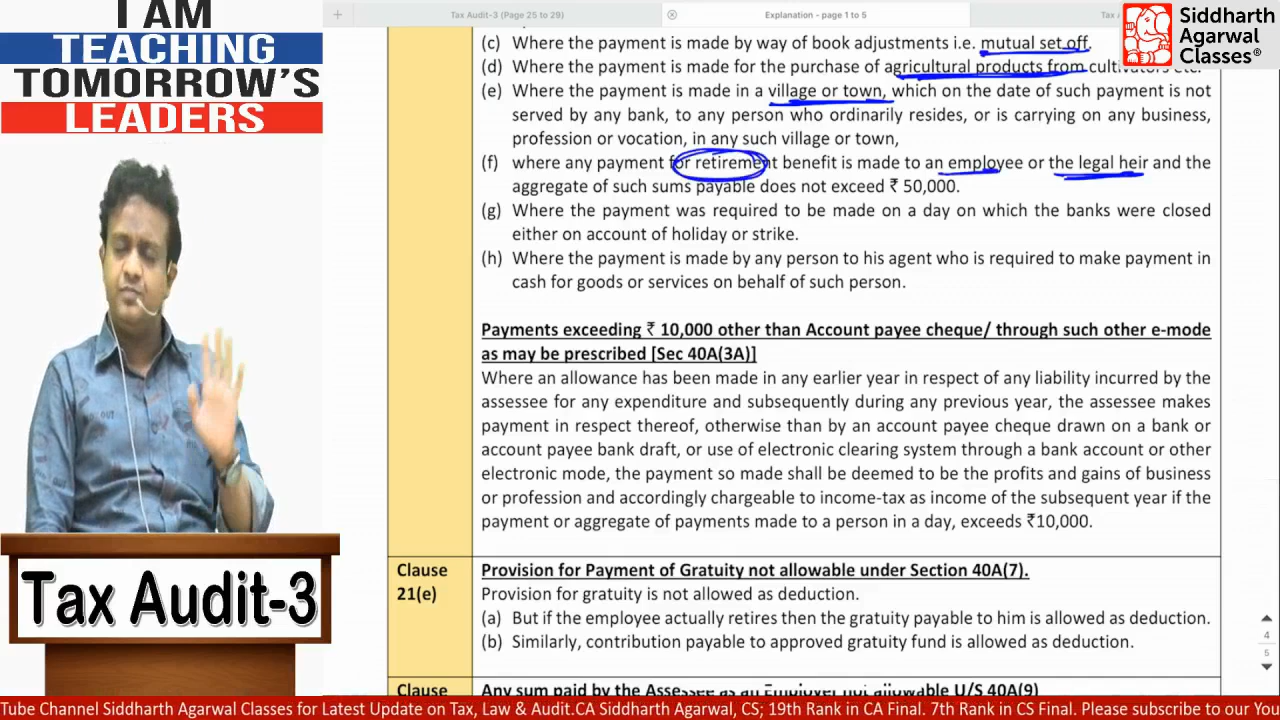 I AM
TEACHING
TOMORROW'S
LEADERS
Tax Audit-3
Tax Audit-3 (Page 25 to 29)
Explanation - page 1 to 5
Tax
Siddharth
Agarwal
Classes®
(c) Where the payment is made by way of book adjustments i.e. mutual set off.
(d) Where the payment is made for the purchase of agricultural products from cultivators etc.
(e) Where the payment is made in a village or town, which on the date of such payment is not
served by any bank, to any person who ordinarily resides, or is carrying on any business,
profession or vocation, in any such village or town,
(f) where any payment for retirement benefit is made to an employee or the legal heir and the
aggregate of such sums payable does not exceed ₹ 50,000.
(g) Where the payment was required to be made on a day on which the banks were closed
either on account of holiday or strike.
(h) Where the payment is made by any person to his agent who is required to make payment in
cash for goods or services on behalf of such person.
Payments exceeding ₹ 10,000 other than Account payee cheque/ through such other e-mode
as may be prescribed [Sec 40A(3A)]
Where an allowance has been made in any earlier year in respect of any liability incurred by the
assessee for any expenditure and subsequently during any previous year, the assessee makes
payment in respect thereof, otherwise than by an account payee cheque drawn on a bank or
account payee bank draft, or use of electronic clearing system through a bank account or other
electronic mode, the payment so made shall be deemed to be the profits and gains of business
or profession and accordingly chargeable to income-tax as income of the subsequent year if the
payment or aggregate of payments made to a person in a day, exceeds ₹10,000.
Clause
21(e)
Provision for Payment of Gratuity not allowable under Section 40A(7).
Provision for gratuity is not allowed as deduction.
(a) But if the employee actually retires then the gratuity payable to him is allowed as deduction.
(b) Similarly, contribution payable to approved gratuity fund is allowed as deduction.
Clause
Any sum paid by the Assessee as an Employer not allowable U/S 40A(9)
4
5
Tube Channel Siddharth Agarwal Classes for Latest Update on Tax, Law & Audit.CA Siddharth Agarwal, CS; 19th Rank in CA Final. 7th Rank in CS Final. Please subscribe to our You